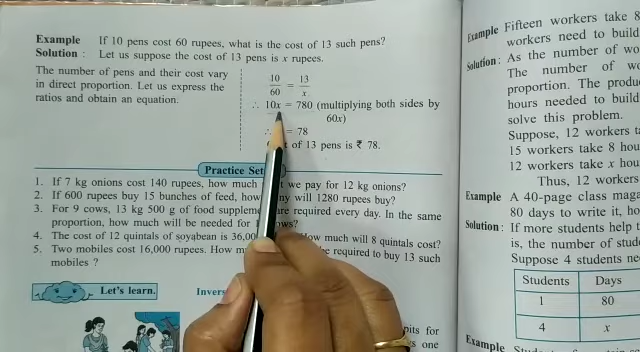 Example If 10 pens cost 60 rupees, what is the cost of 13 such pens?
Solution : Let us suppose the cost of 13 pens is x rupees.
The number of pens and their cost vary
in direct proportion. Let us express the
ratios and obtain an equation.
10/60 = 13/x
∴ 10x = 780 (multiplying both sides by
60x)
∴ = 78
of 13 pens is ₹ 78.
Practice Set
1. If 7 kg onions cost 140 rupees, how much we pay for 12 kg onions?
2. If 600 rupees buy 15 bunches of feed, how will 1280 rupees buy?
3. For 9 cows, 13 kg 500 g of food are required every day. In the same
proportion, how much will be needed for
4. The cost of 12 quintals of soyabean is 36,00 How much will 8 quintals cost?
5. Two mobiles cost 16,000 rupees. How required to buy 13 such
mobiles ?
Let's learn.
for
one
Example Fifteen workers take 8
workers need to build
Solution : As the number of wo
The number of
proportion. The produ
hours needed to build
solve this problem.
Suppose, 12 workers
15 workers take 8 hou
12 workers take x hou
Thus, 12 workers
Example A 40-page class maga
80 days to write it, ho
Solution : If more students help
is, the number of stud
Suppose 4 students ne
Students Days
1 80
4 x
Example